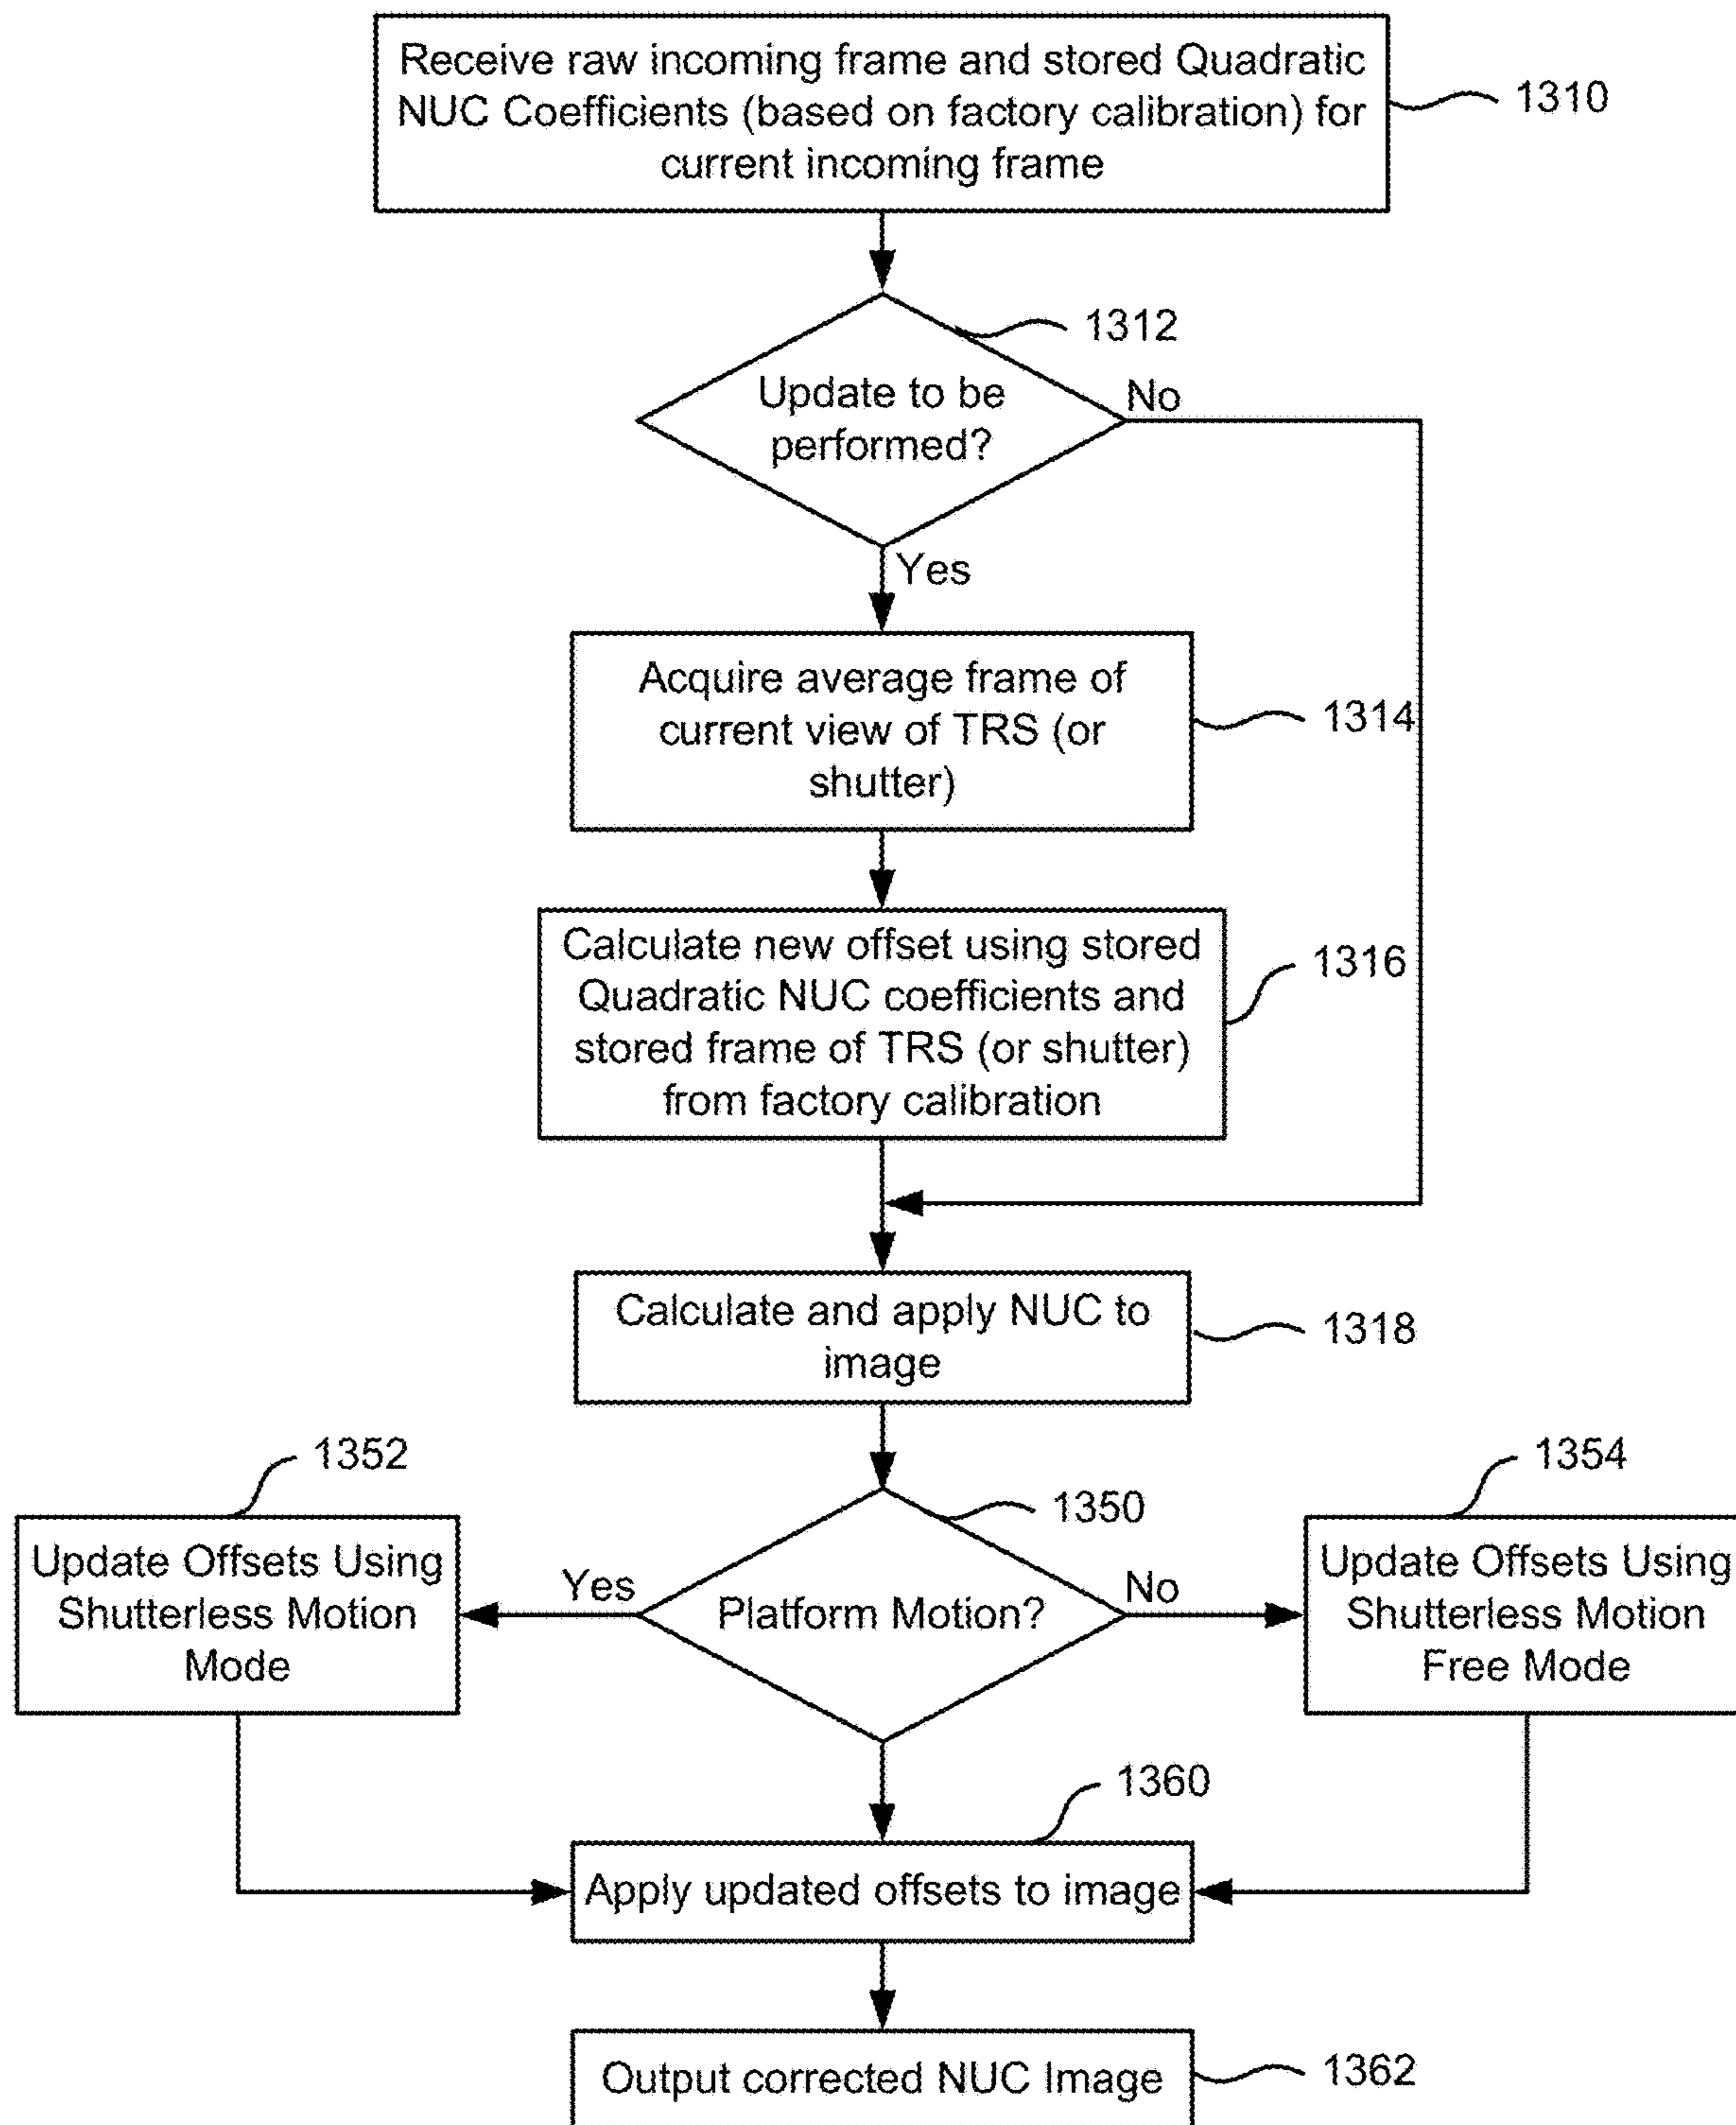 Receive raw incoming frame and stored Quadratic
NUC Coefficients (based on factory calibration) for
current incoming frame
1310
1312
Update to be
performed?
No
Yes
Acquire average frame of
current view of TRS (or
shutter)
1314
Calculate new offset using stored
Quadratic NUC coefficients and
stored frame of TRS (or shutter)
from factory calibration
1316
Calculate and apply NUC to
image
1318
1352
1350
1354
Update Offsets Using
Shutterless Motion
Mode
Yes
Platform Motion?
No
Update Offsets Using
Shutterless Motion
Free Mode
1360
Apply updated offsets to image
Output corrected NUC Image
1362